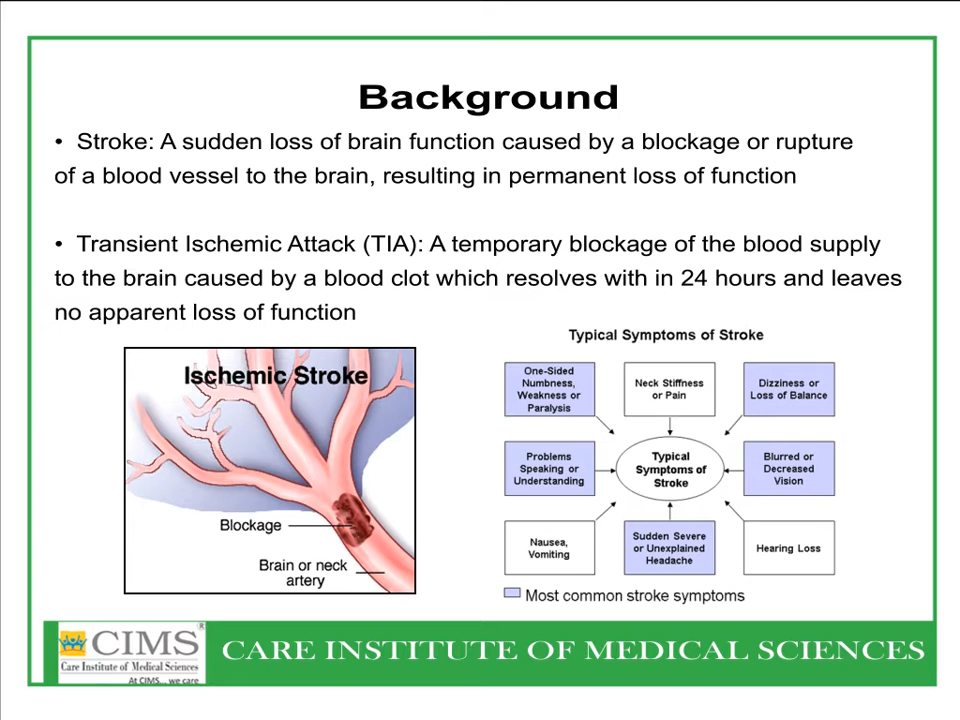 Background
• Stroke: A sudden loss of brain function caused by a blockage or rupture
of a blood vessel to the brain, resulting in permanent loss of function
• Transient Ischemic Attack (TIA): A temporary blockage of the blood supply
to the brain caused by a blood clot which resolves with in 24 hours and leaves
no apparent loss of function
Ischemic Stroke
Blockage
Brain or neck
artery
Typical Symptoms of Stroke
One-Sided
Numbness,
Weakness or
Paralysis
Neck Stiffness
or Pain
Dizziness or
Loss of Balance
Problems
Speaking or
Understanding
Typical
Symptoms of
Stroke
Blurred or
Decreased
Vision
Nausea,
Vomiting
Sudden Severe
or Unexplained
Headache
Hearing Loss
Most common stroke symptoms
CIMS®
Care Institute of Medical Sciences
At CIMS... we care
CARE INSTITUTE OF MEDICAL SCIENCES